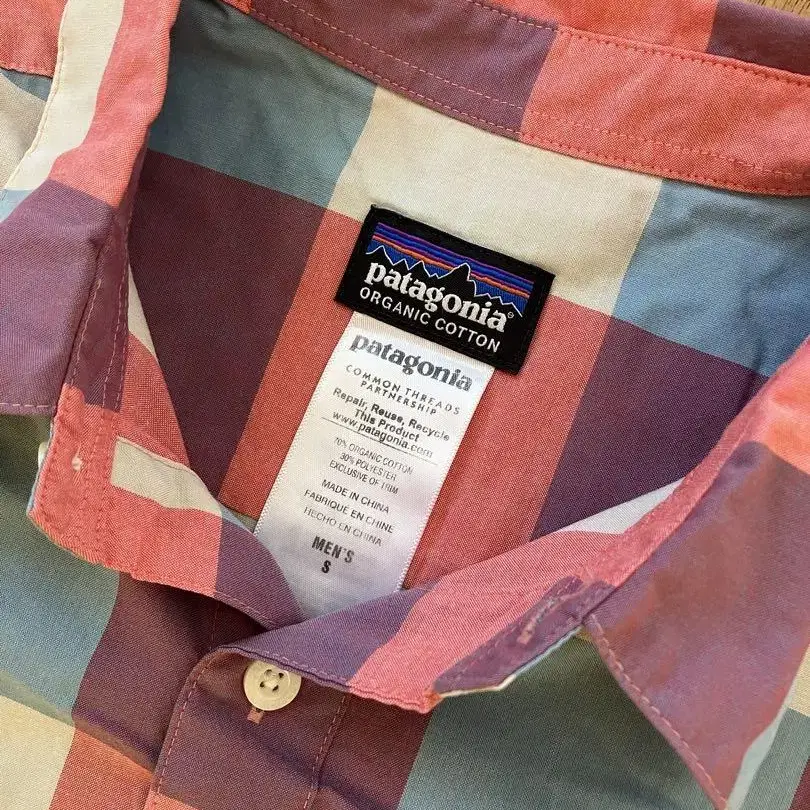 patagonia®
ORGANIC COTTON
patagonia
COMMON THREADS
PARTNERSHIP
Repair, Reuse, Recycle
This Product
www.patagonia.com
70% ORGANIC COTTON
30% POLYESTER
EXCLUSIVE OF TRIM
MADE IN CHINA
FABRIQUÉ EN CHINE
HECHO EN CHINA
MEN'S
S